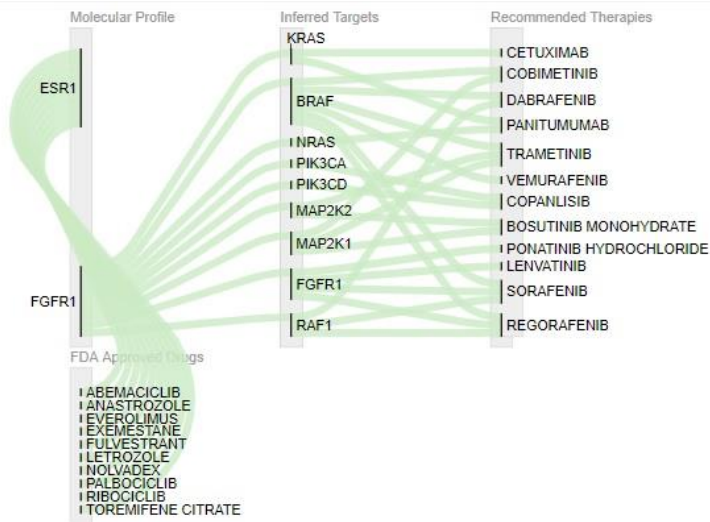 Molecular Profile
Inferred Targets
Recommended Therapies
ESR1
FGFR1
KRAS
BRAF
NRAS
PIK3CA
PIK3CD
MAP2K2
MAP2K1
FGFR1
RAF1
CETUXIMAB
COBIMETINIB
DABRAFENIB
PANITUMUMAB
TRAMETINIB
VEMURAFENIB
COPANLISIB
BOSUTINIB MONOHYDRATE
PONATINIB HYDROCHLORIDE
LENVATINIB
SORAFENIB
REGORAFENIB
FDA Approved Drugs
ABEMACICLIB
ANASTROZOLE
EVEROLIMUS
EXEMESTANE
FULVESTRANT
LETROZOLE
NOLVADEX
PALBOCICLIB
RIBOCICLIB
TOREMIFENE CITRATE